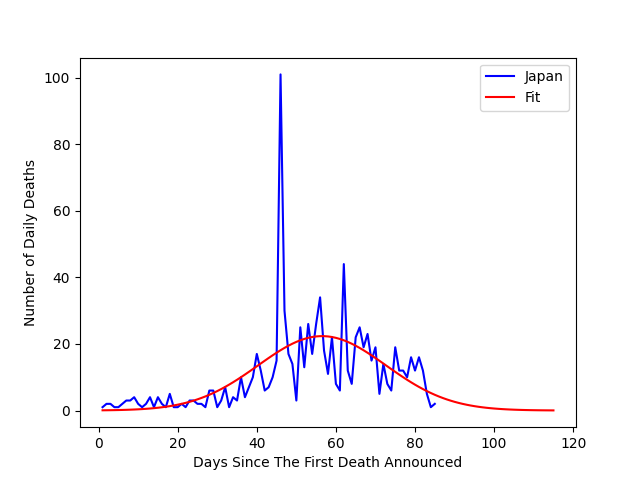 Japan
Fit
100
80
60
40
20
0
Number of Daily Deaths
0 20 40 60 80 100 120
Days Since The First Death Announced